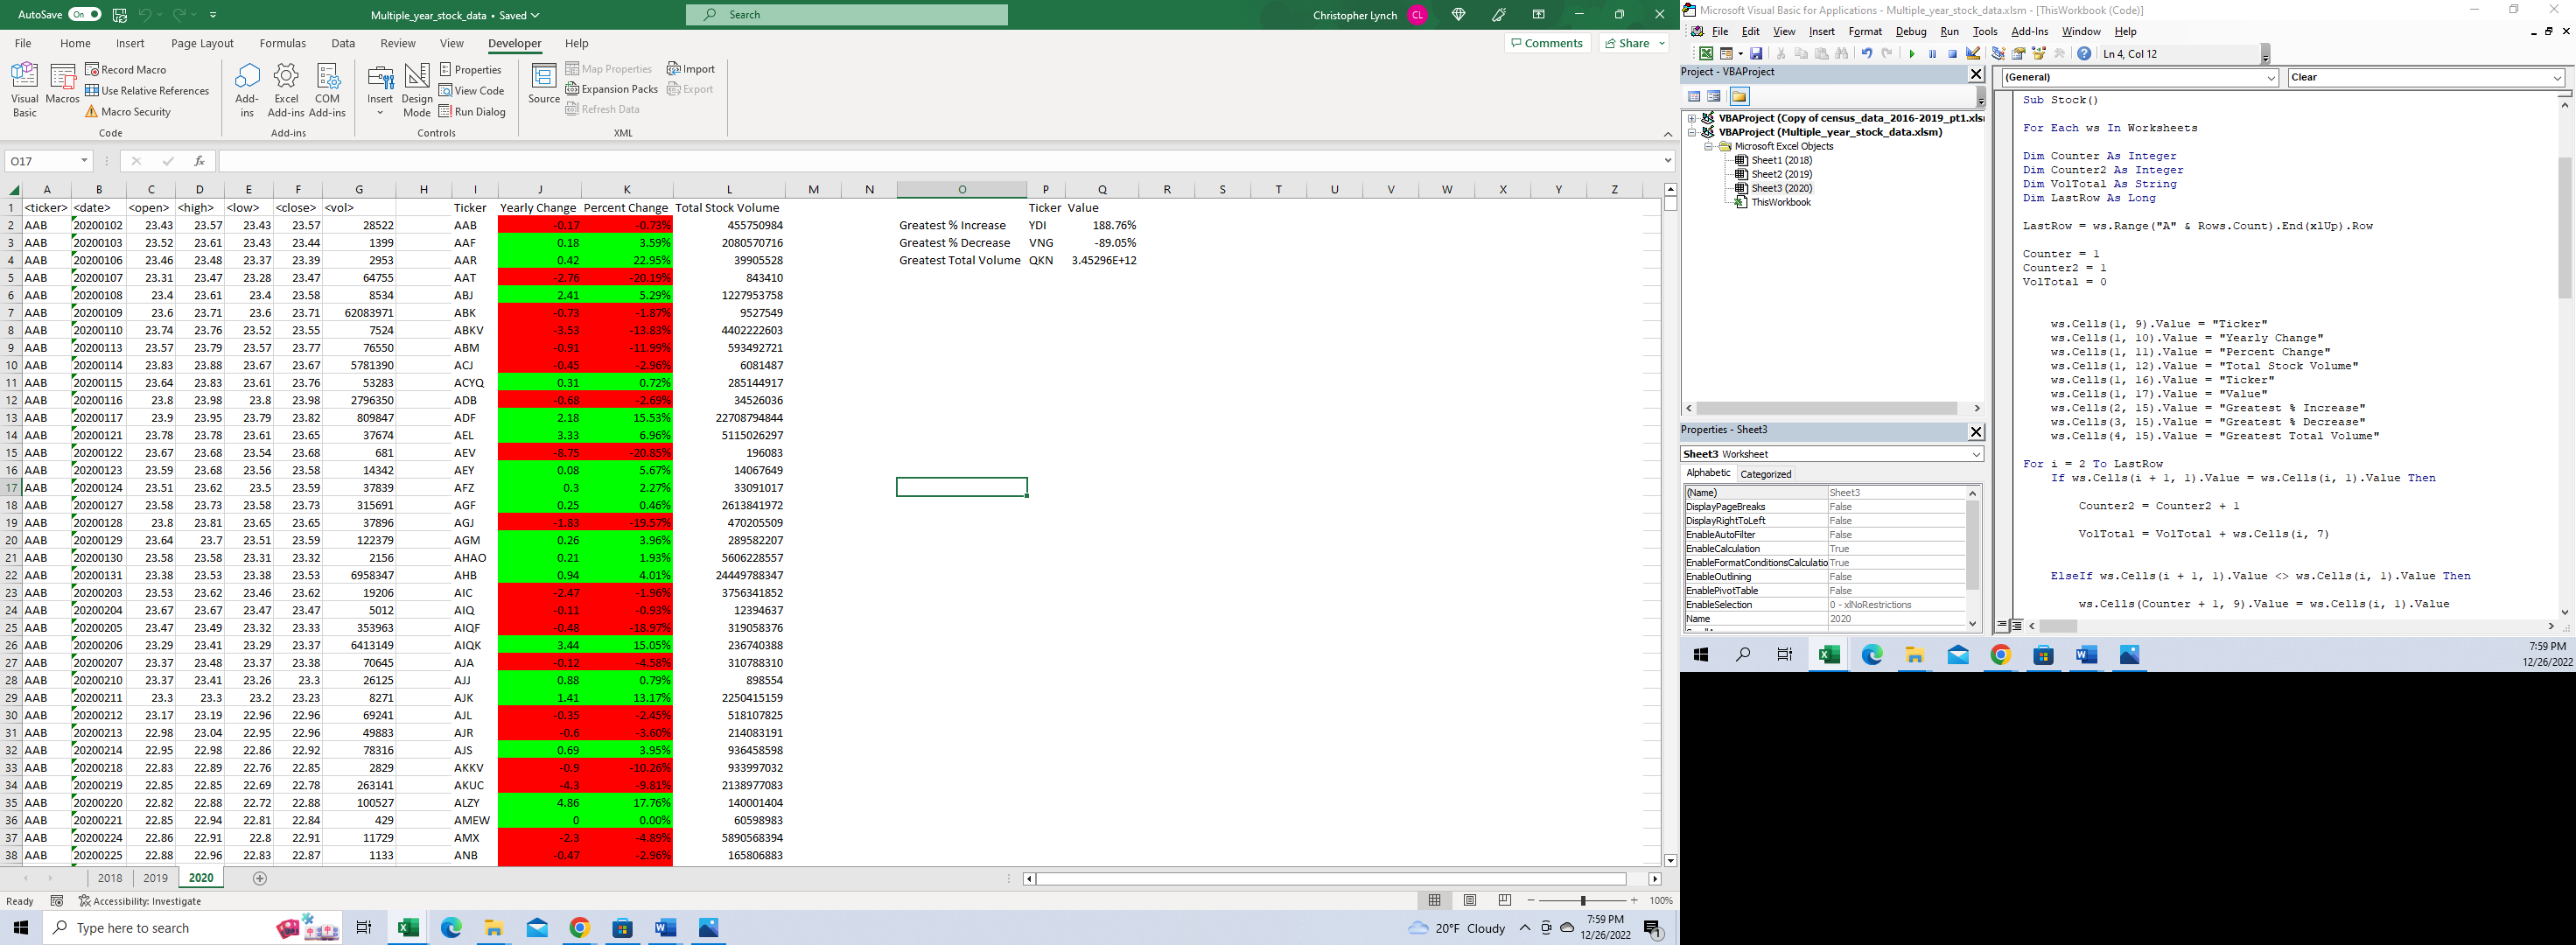 AutoSave On Multiple_year_stock_data • Saved Search Christopher Lynch CL
File Home Insert Page Layout Formulas Data Review View Developer Help Comments Share
Visual Basic Macros Record Macro Use Relative References Macro Security Code
Add-ins Excel Add-ins COM Add-ins Add-ins
Insert Design Mode Properties View Code Run Dialog Controls
Source Map Properties Expansion Packs Refresh Data Import Export XML
O17 fx
A B C D E F G H I J K L M N O P Q R S T U V W X Y Z
1 <ticker> <date> <open> <high> <low> <close> <vol> Ticker Yearly Change Percent Change Total Stock Volume Ticker Value
2 AAB 20200102 23.43 23.57 23.43 23.57 28522 AAB -0.17 -0.73% 455750984 Greatest % Increase YDI 188.76%
3 AAB 20200103 23.52 23.61 23.43 23.44 1399 AAF 0.18 3.59% 2080570716 Greatest % Decrease VNG -89.05%
4 AAB 20200106 23.46 23.48 23.37 23.39 2953 AAR 0.42 22.95% 39905528 Greatest Total Volume QKN 3.45296E+12
5 AAB 20200107 23.31 23.47 23.28 23.47 64755 AAT -2.76 -20.19% 843410
6 AAB 20200108 23.4 23.61 23.4 23.58 8534 ABJ 2.41 5.29% 1227953758
7 AAB 20200109 23.6 23.71 23.6 23.71 62083971 ABK -0.73 -1.87% 9527549
8 AAB 20200110 23.74 23.76 23.52 23.55 7524 ABKV -3.53 -13.83% 4402222603
9 AAB 20200113 23.57 23.79 23.57 23.77 76550 ABM -0.91 -11.99% 593492721
10 AAB 20200114 23.83 23.88 23.67 23.67 5781390 ACJ -0.45 -2.96% 6081487
11 AAB 20200115 23.64 23.83 23.61 23.76 53283 ACYQ 0.31 0.72% 285144917
12 AAB 20200116 23.8 23.98 23.8 23.98 2796350 ADB -0.68 -2.69% 34526036
13 AAB 20200117 23.9 23.95 23.79 23.82 809847 ADF 2.18 15.53% 22708794844
14 AAB 20200121 23.78 23.78 23.61 23.65 37674 AEL 3.33 6.96% 5115026297
15 AAB 20200122 23.67 23.68 23.54 23.68 681 AEV -8.75 -20.85% 196083
16 AAB 20200123 23.59 23.68 23.56 23.58 14342 AEY 0.08 5.67% 14067649
17 AAB 20200124 23.51 23.62 23.5 23.59 37839 AFZ 0.3 2.27% 33091017
18 AAB 20200127 23.58 23.73 23.58 23.73 315691 AGF 0.25 0.46% 2613841972
19 AAB 20200128 23.8 23.81 23.65 23.65 37896 AGJ -1.83 -19.57% 470205509
20 AAB 20200129 23.64 23.7 23.51 23.59 122379 AGM 0.26 3.96% 289582207
21 AAB 20200130 23.58 23.58 23.31 23.32 2156 AHAO 0.21 1.93% 5606228557
22 AAB 20200131 23.38 23.53 23.38 23.53 6958347 AHB 0.94 4.01% 24449788347
23 AAB 20200203 23.53 23.62 23.46 23.62 19206 AIC -2.47 -1.96% 3756341852
24 AAB 20200204 23.67 23.67 23.47 23.47 5012 AIQ -0.11 -0.93% 12394637
25 AAB 20200205 23.47 23.49 23.32 23.33 353963 AIQF -0.48 -18.97% 319058376
26 AAB 20200206 23.29 23.41 23.29 23.37 6413149 AIQK 3.44 15.05% 236740388
27 AAB 20200207 23.37 23.48 23.37 23.38 70645 AJA -0.12 -4.58% 310788310
28 AAB 20200210 23.37 23.41 23.26 23.3 26125 AJJ 0.88 0.79% 898554
29 AAB 20200211 23.3 23.3 23.2 23.23 8271 AJK 1.41 13.17% 2250415159
30 AAB 20200212 23.17 23.19 22.96 22.96 69241 AJL -0.35 -2.45% 518107825
31 AAB 20200213 22.98 23.04 22.95 22.96 49883 AJR -0.6 -3.60% 214083191
32 AAB 20200214 22.95 22.98 22.86 22.92 78316 AJS 0.69 3.95% 936458598
33 AAB 20200218 22.83 22.89 22.76 22.85 2829 AKKV -0.9 -10.26% 933997032
34 AAB 20200219 22.85 22.85 22.69 22.78 263141 AKUC -4.3 -9.81% 2138977083
35 AAB 20200220 22.82 22.88 22.72 22.88 100527 ALZY 4.86 17.76% 140001404
36 AAB 20200221 22.85 22.94 22.81 22.84 429 AMEW 0 0.00% 60598983
37 AAB 20200224 22.86 22.91 22.8 22.91 11729 AMX -2.3 -4.89% 5890568394
38 AAB 20200225 22.88 22.96 22.83 22.87 1133 ANB -0.47 -2.96% 165806883
2018 2019 2020
Ready Accessibility: Investigate 100%
Type here to search 20°F Cloudy 7:59 PM
12/26/2022 1
Microsoft Visual Basic for Applications - Multiple_year_stock_data.xlsm - [ThisWorkbook (Code)]
File Edit View Insert Format Debug Run Tools Add-Ins Window Help
Ln 4, Col 12
Project - VBAProject
VBAProject (Copy of census_data_2016-2019_pt1.xls
VBAProject (Multiple_year_stock_data.xlsm)
Microsoft Excel Objects
Sheet1 (2018)
Sheet2 (2019)
Sheet3 (2020)
ThisWorkbook
Properties - Sheet3
Sheet3 Worksheet
Alphabetic Categorized
(Name) Sheet3
DisplayPageBreaks False
DisplayRightToLeft False
EnableAutoFilter False
EnableCalculation True
EnableFormatConditionsCalculatio True
EnableOutlining False
EnablePivotTable False
EnableSelection 0 - xlNoRestrictions
Name 2020
(General) Clear
Sub Stock()
For Each ws In Worksheets
Dim Counter As Integer
Dim Counter2 As Integer
Dim VolTotal As String
Dim LastRow As Long
LastRow = ws.Range("A" & Rows.Count).End(xlUp).Row
Counter = 1
Counter2 = 1
VolTotal = 0
ws.Cells(1, 9).Value = "Ticker"
ws.Cells(1, 10).Value = "Yearly Change"
ws.Cells(1, 11).Value = "Percent Change"
ws.Cells(1, 12).Value = "Total Stock Volume"
ws.Cells(1, 16).Value = "Ticker"
ws.Cells(1, 17).Value = "Value"
ws.Cells(2, 15).Value = "Greatest % Increase"
ws.Cells(3, 15).Value = "Greatest % Decrease"
ws.Cells(4, 15).Value = "Greatest Total Volume"
For i = 2 To LastRow
If ws.Cells(i + 1, 1).Value = ws.Cells(i, 1).Value Then
Counter2 = Counter2 + 1
VolTotal = VolTotal + ws.Cells(i, 7)
ElseIf ws.Cells(i + 1, 1).Value <> ws.Cells(i, 1).Value Then
ws.Cells(Counter + 1, 9).Value = ws.Cells(i, 1).Value
7:59 PM
12/26/2022